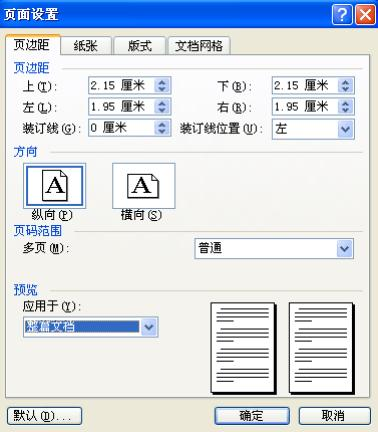 页面设置
页边距 纸张 版式 文档网格
页边距
上(T): 2.15 厘米 下(B): 2.15 厘米
左(L): 1.95 厘米 右(R): 1.95 厘米
装订线(G): 0 厘米 装订线位置(U): 左
方向
A A
纵向(P) 横向(S)
页码范围
多页(M): 普通
预览
应用于(Y):
整篇文档
默认(D)... 确定 取消